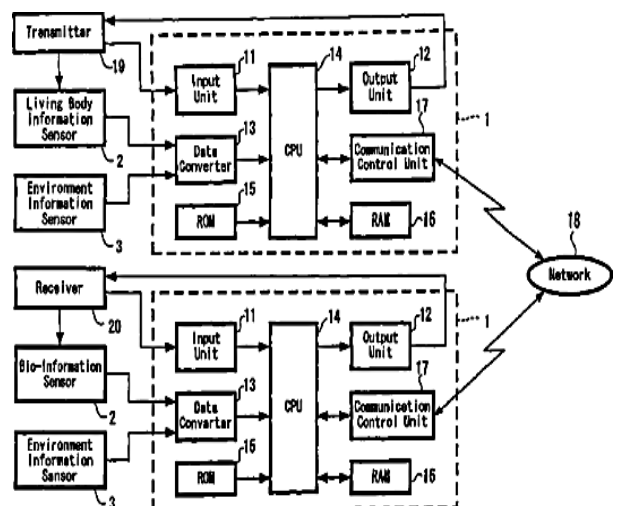 Transmitter
19
11
14
12
Input
Unit
Output
Unit
17
1
Living Body
Information
Sensor
2
13
Data
Converter
CPU
Communication
Control Unit
Environment
Information
Sensor
3
15
ROM
RAM
16
18
Network
Receiver
20
11
14
12
Input
Unit
Output
Unit
17
1
Bio-Information
Sensor
2
13
Data
Converter
CPU
Communication
Control Unit
Environment
Information
Sensor
3
15
ROM
RAM
16